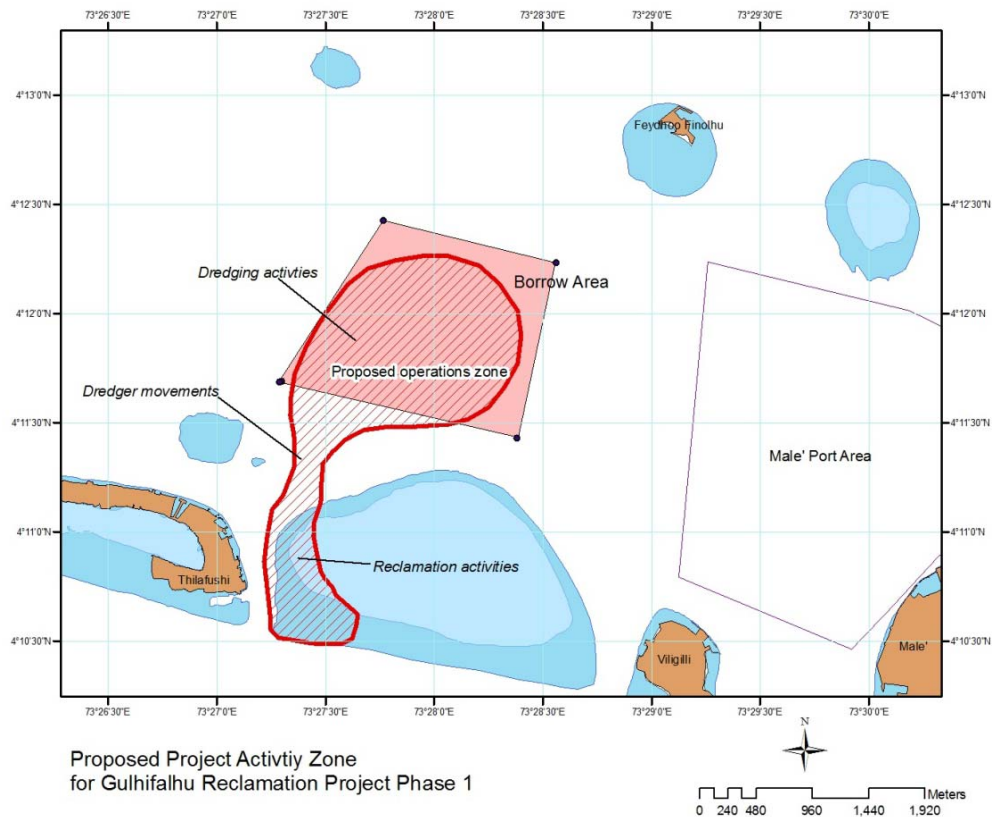 73°26'30"E 73°27'0"E 73°27'30"E 73°28'0"E 73°28'30"E 73°29'0"E 73°29'30"E 73°30'0"E
4°13'0"N 4°13'0"N
Feydhoo Finolhu
4°12'30"N 4°12'30"N
Dredging activties
Borrow Area
4°12'0"N 4°12'0"N
Proposed operations zone
Dredger movements
4°11'30"N 4°11'30"N
Male' Port Area
4°11'0"N 4°11'0"N
Reclamation activities
Thilafushi
4°10'30"N 4°10'30"N
Viligilli
Male'
73°26'30"E 73°27'0"E 73°27'30"E 73°28'0"E 73°28'30"E 73°29'0"E 73°29'30"E 73°30'0"E
N
Proposed Project Activtiy Zone
for Gulhifalhu Reclamation Project Phase 1
Meters
0 240 480 960 1,440 1,920